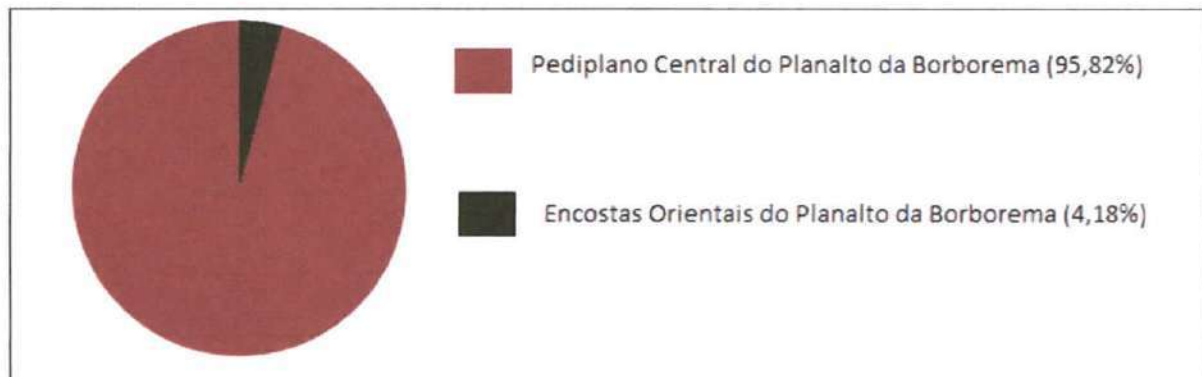 Pediplano Central do Planalto da Borborema (95,82%)
Encostas Orientais do Planalto da Borborema (4,18%)